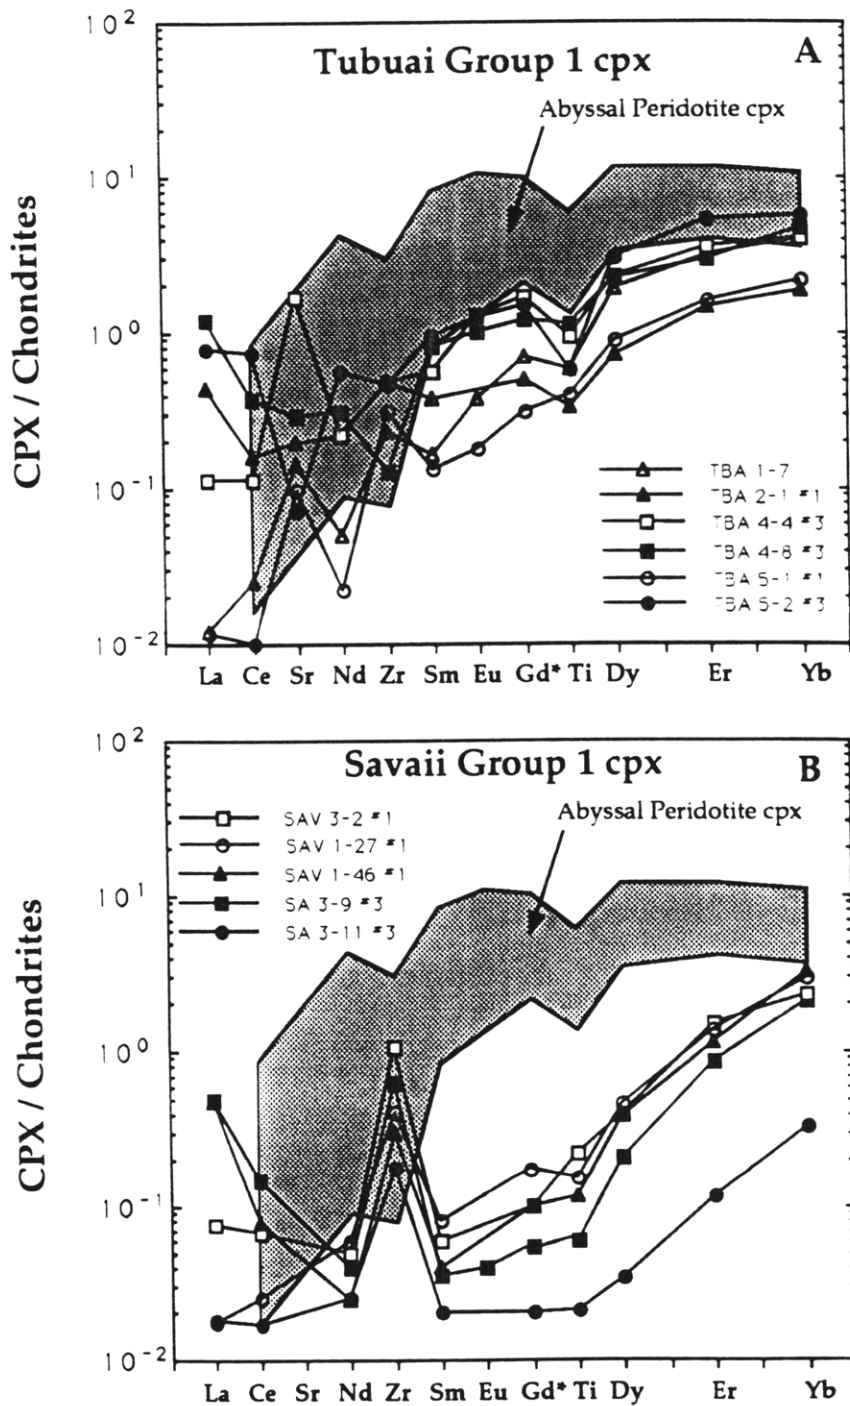 10²
Tubuai Group 1 cpx
A
Abyssal Peridotite cpx
10¹
10⁰
10⁻¹
10⁻²
CPX / Chondrites
TBA 1-7
TBA 2-1 #1
TBA 4-4 #3
TBA 4-8 #3
TBA 5-1 #1
TBA 5-2 #3
La Ce Sr Nd Zr Sm Eu Gd* Ti Dy Er Yb
10²
Savaii Group 1 cpx
B
Abyssal Peridotite cpx
SAV 3-2 #1
SAV 1-27 #1
SAV 1-46 #1
SA 3-9 #3
SA 3-11 #3
10¹
10⁰
10⁻¹
10⁻²
CPX / Chondrites
La Ce Sr Nd Zr Sm Eu Gd* Ti Dy Er Yb